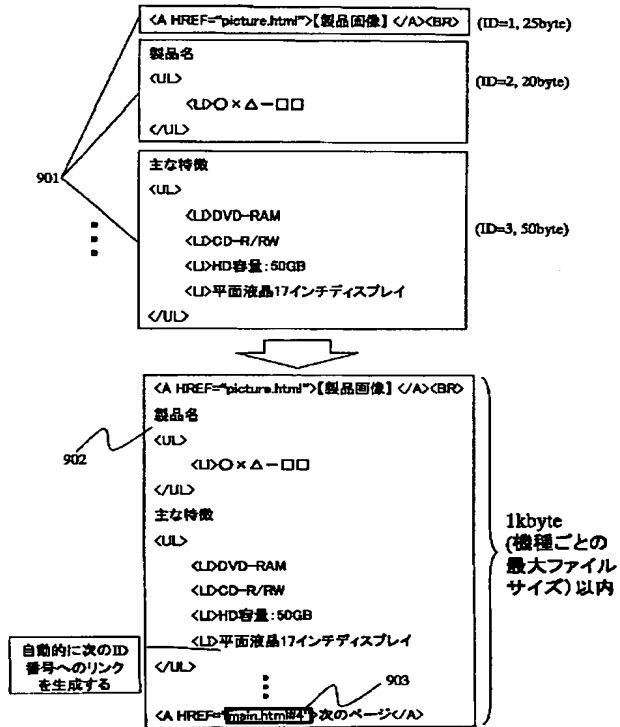 <A HREF="picture.html">【製品画像】</A><BR>
(ID=1, 25byte)
製品名
<UL>
<LI>○×△－□□
</UL>
(ID=2, 20byte)
901
主な特徴
<UL>
<LI>DVD-RAM
<LI>CD-R/RW
<LI>HD容量:50GB
<LI>平面液晶17インチディスプレイ
</UL>
(ID=3, 50byte)
<A HREF="picture.html">【製品画像】</A><BR>
製品名
902
<UL>
<LI>○×△－□□
</UL>
主な特徴
<UL>
<LI>DVD-RAM
<LI>CD-R/RW
<LI>HD容量:50GB
<LI>平面液晶17インチディスプレイ
</UL>
1kbyte
(機種ごとの
最大ファイル
サイズ)以内
自動的に次のID
番号へのリンク
を生成する
903
<A HREF="main.html#4">次のページ</A>